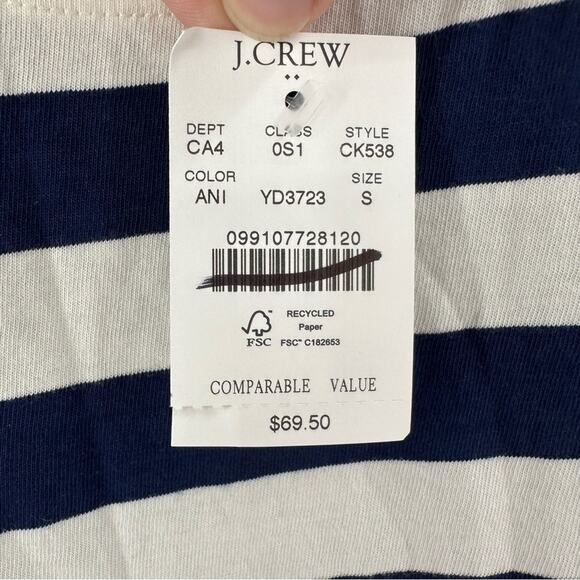 J.CREW
DEPT CLASS STYLE
CA4 0S1 CK538
COLOR SIZE
ANI YD3723 S
099107728120
RECYCLED
Paper
FSC FSC™ C182653
COMPARABLE VALUE
$69.50